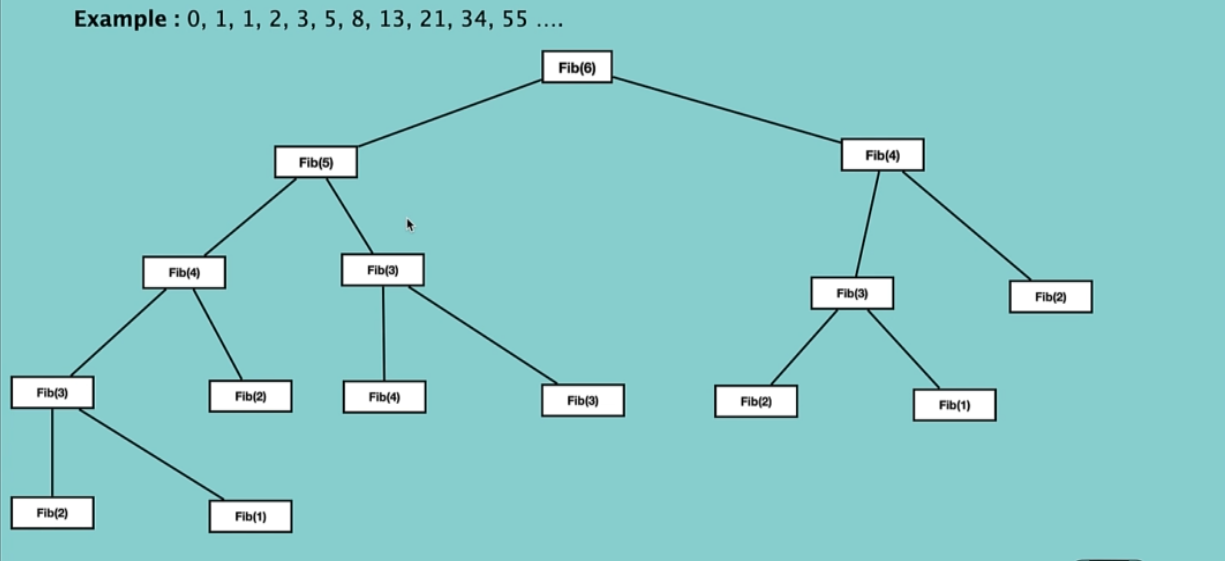 Example : 0, 1, 1, 2, 3, 5, 8, 13, 21, 34, 55 ....
Fib(6)
Fib(5)
Fib(4)
Fib(4)
Fib(3)
Fib(3)
Fib(2)
Fib(3)
Fib(2)
Fib(4)
Fib(3)
Fib(2)
Fib(1)
Fib(2)
Fib(1)